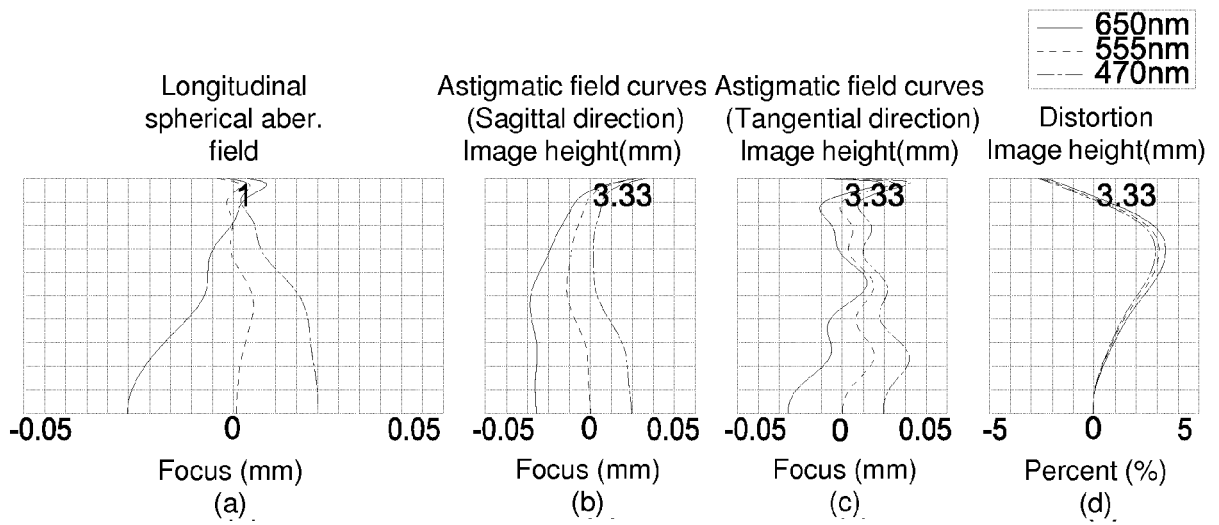 650nm
555nm
470nm
Longitudinal
spherical aber.
field
Astigmatic field curves
(Sagittal direction)
Image height(mm)
Astigmatic field curves
(Tangential direction)
Image height(mm)
Distortion
Image height(mm)
1
3.33
3.33
3.33
-0.05 0 0.05
-0.05 0 0.05
-0.05 0 0.05
-5 0 5
Focus (mm)
Focus (mm)
Focus (mm)
Percent (%)
(a)
(b)
(c)
(d)